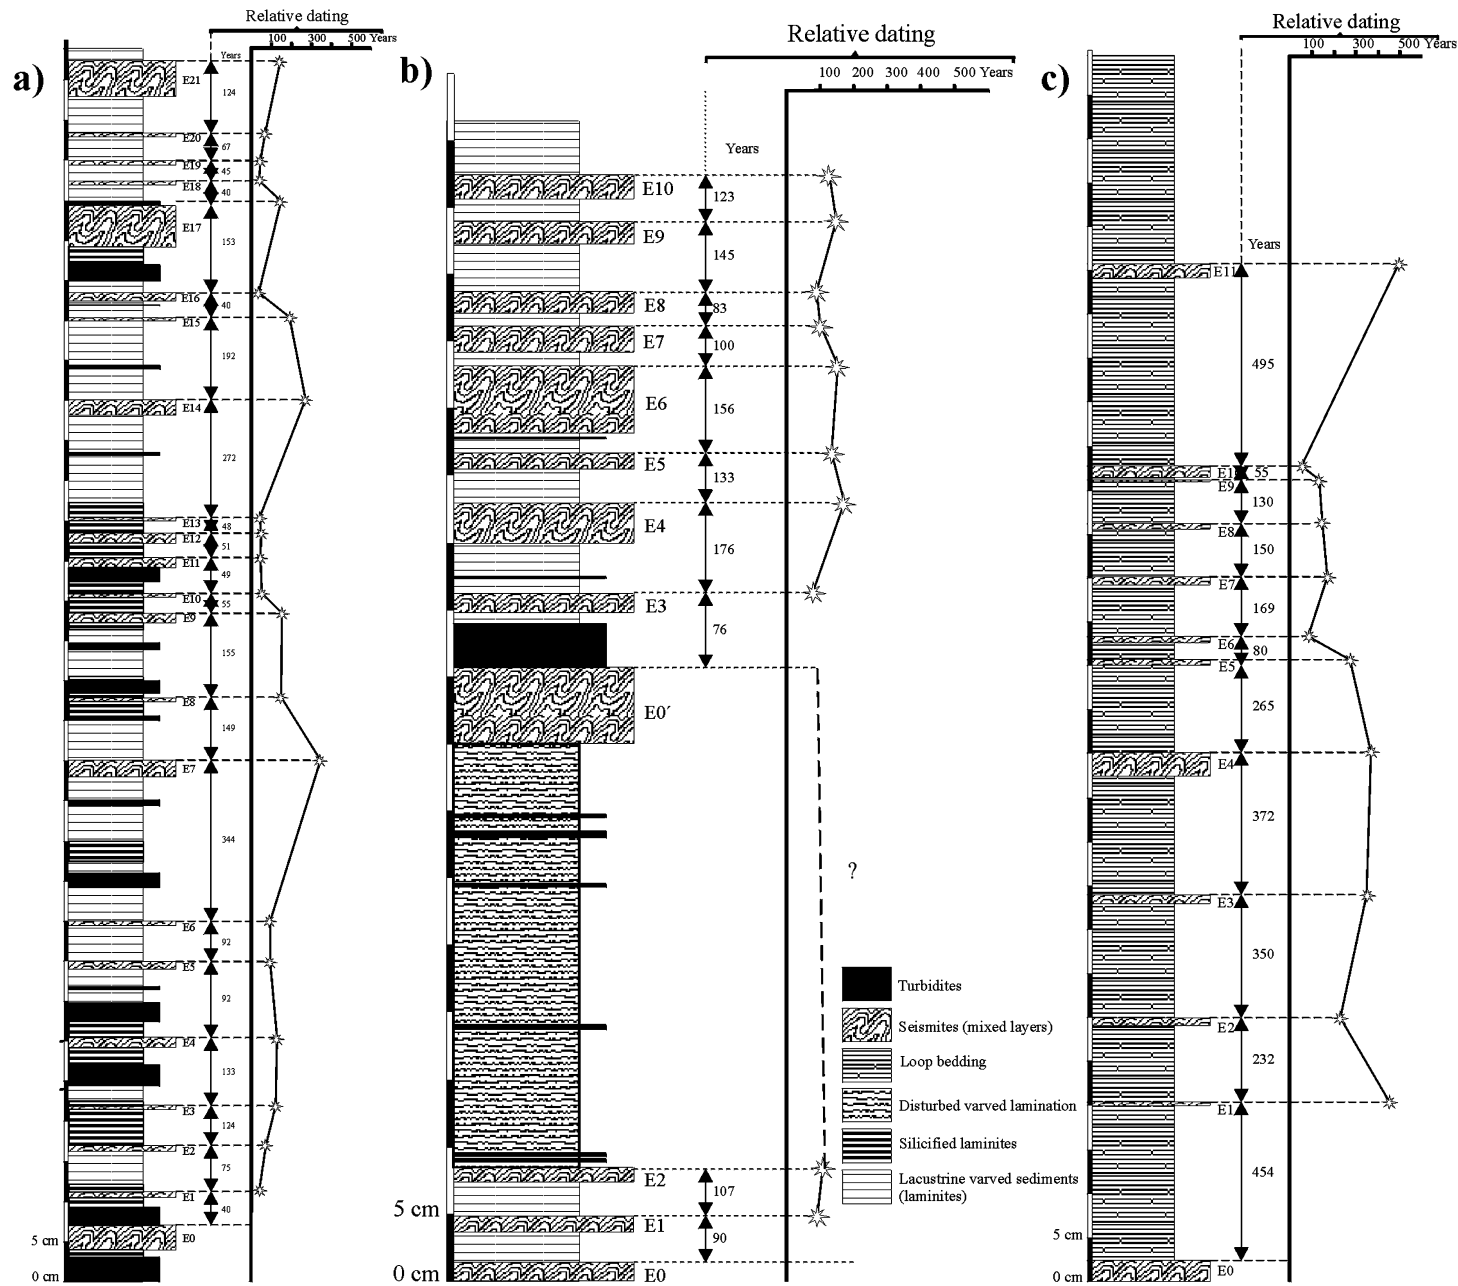 a)
Relative dating
100 300 500 Years
Years
E21
124
E20
67
E19
45
E18
40
E17
153
E16
40
E15
192
E14
272
E13
48
E12
51
E11
49
E10
55
E9
155
E8
149
E7
344
E6
92
E5
92
E4
133
E3
124
E2
75
E1
40
E0
5 cm
0 cm
b)
Relative dating
100 200 300 400 500 Years
Years
E10
123
E9
145
E8
83
E7
100
E6
156
E5
133
E4
176
E3
76
E0´
?
E2
107
5 cm
E1
90
0 cm
E0
Turbidites
Seismites (mixed layers)
Loop bedding
Disturbed varved lamination
Silicified laminites
Lacustrine varved sediments
(laminites)
c)
Relative dating
100 300 500 Years
Years
E11
495
E1
55
E9
130
E8
150
E7
169
E6
80
E5
265
E4
372
E3
350
E2
232
E1
454
5 cm
E0
0 cm